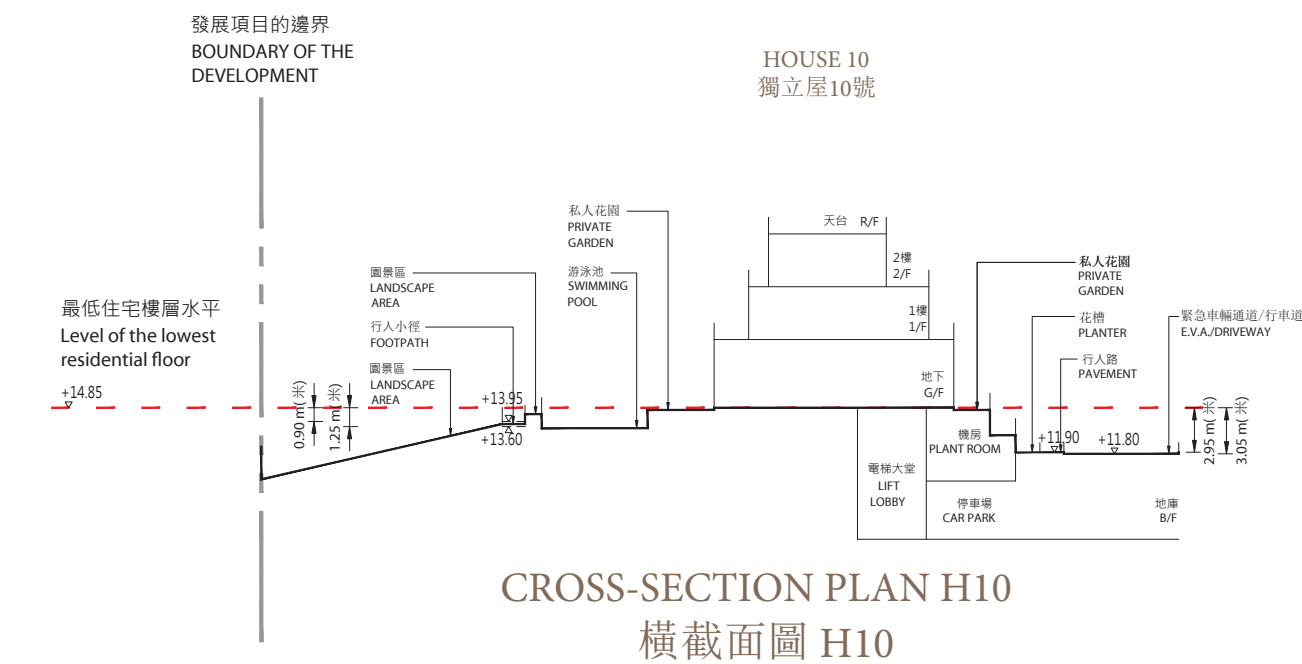 發展項目的邊界
BOUNDARY OF THE
DEVELOPMENT
HOUSE 10
獨立屋10號
私人花園
PRIVATE
GARDEN
游泳池
SWIMMING
POOL
園景區
LANDSCAPE
AREA
行人小徑
FOOTPATH
園景區
LANDSCAPE
AREA
最低住宅樓層水平
Level of the lowest
residential floor
+14.85
0.90 m(米)
1.25 m(米)
+13.95
+13.60
天台 R/F
2樓
2/F
1樓
1/F
地下
G/F
私人花園
PRIVATE
GARDEN
花槽
PLANTER
行人路
PAVEMENT
緊急車輛通道/行車道
E.V.A./DRIVEWAY
機房
PLANT ROOM
+11.90
+11.80
2.95 m(米)
3.05 m(米)
電梯大堂
LIFT
LOBBY
停車場
CAR PARK
地庫
B/F
CROSS-SECTION PLAN H10
橫截面圖 H10